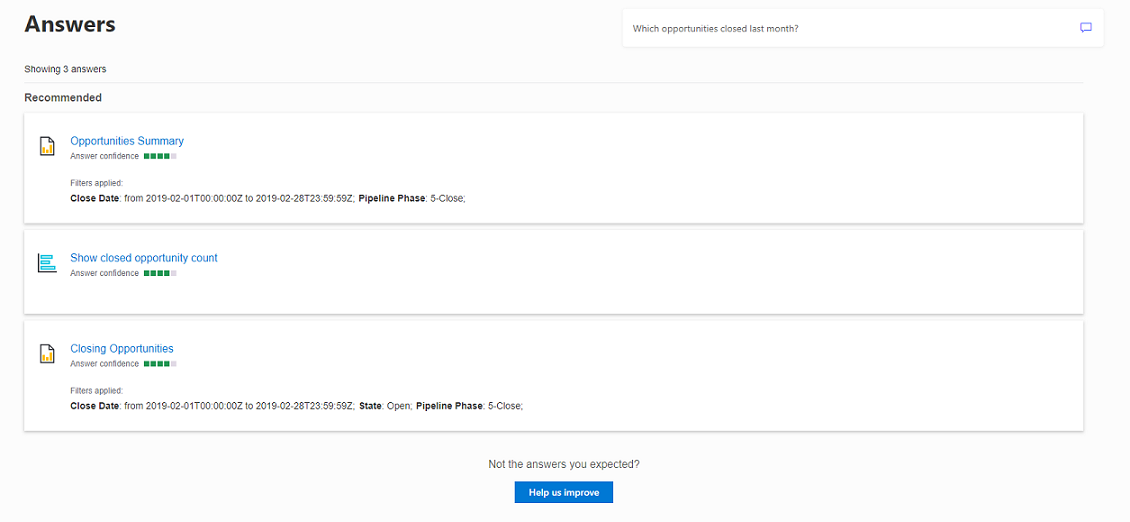 Answers
Which opportunities closed last month?
Showing 3 answers
Recommended
Opportunities Summary
Answer confidence
Filters applied:
Close Date: from 2019-02-01T00:00:00Z to 2019-02-28T23:59:59Z; Pipeline Phase: 5-Close;
Show closed opportunity count
Answer confidence
Closing Opportunities
Answer confidence
Filters applied:
Close Date: from 2019-02-01T00:00:00Z to 2019-02-28T23:59:59Z; State: Open; Pipeline Phase: 5-Close;
Not the answers you expected?
Help us improve